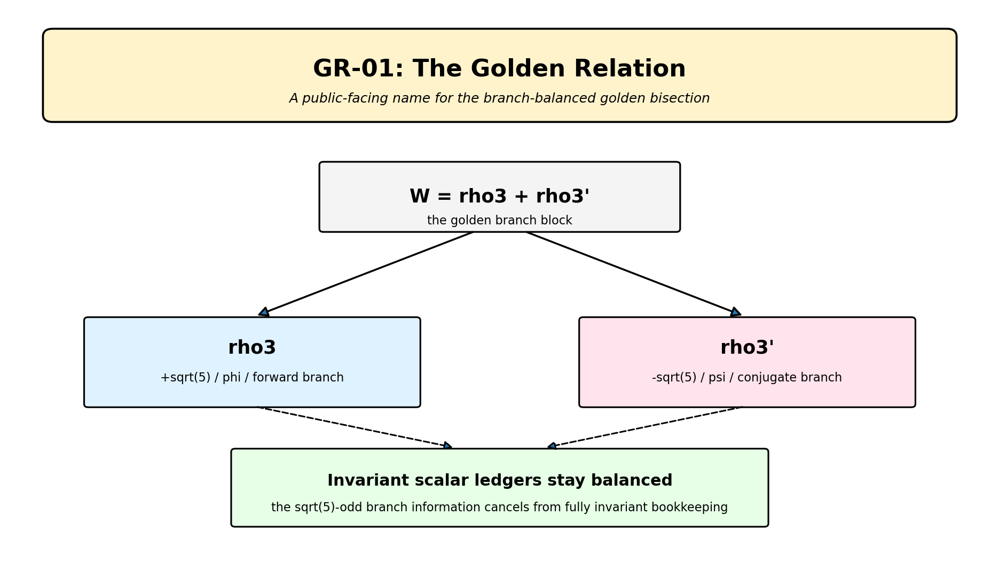 GR-01: The Golden Relation
A public-facing name for the branch-balanced golden bisection
W = rho3 + rho3'
the golden branch block
rho3
+sqrt(5) / phi / forward branch
rho3'
-sqrt(5) / psi / conjugate branch
Invariant scalar ledgers stay balanced
the sqrt(5)-odd branch information cancels from fully invariant bookkeeping